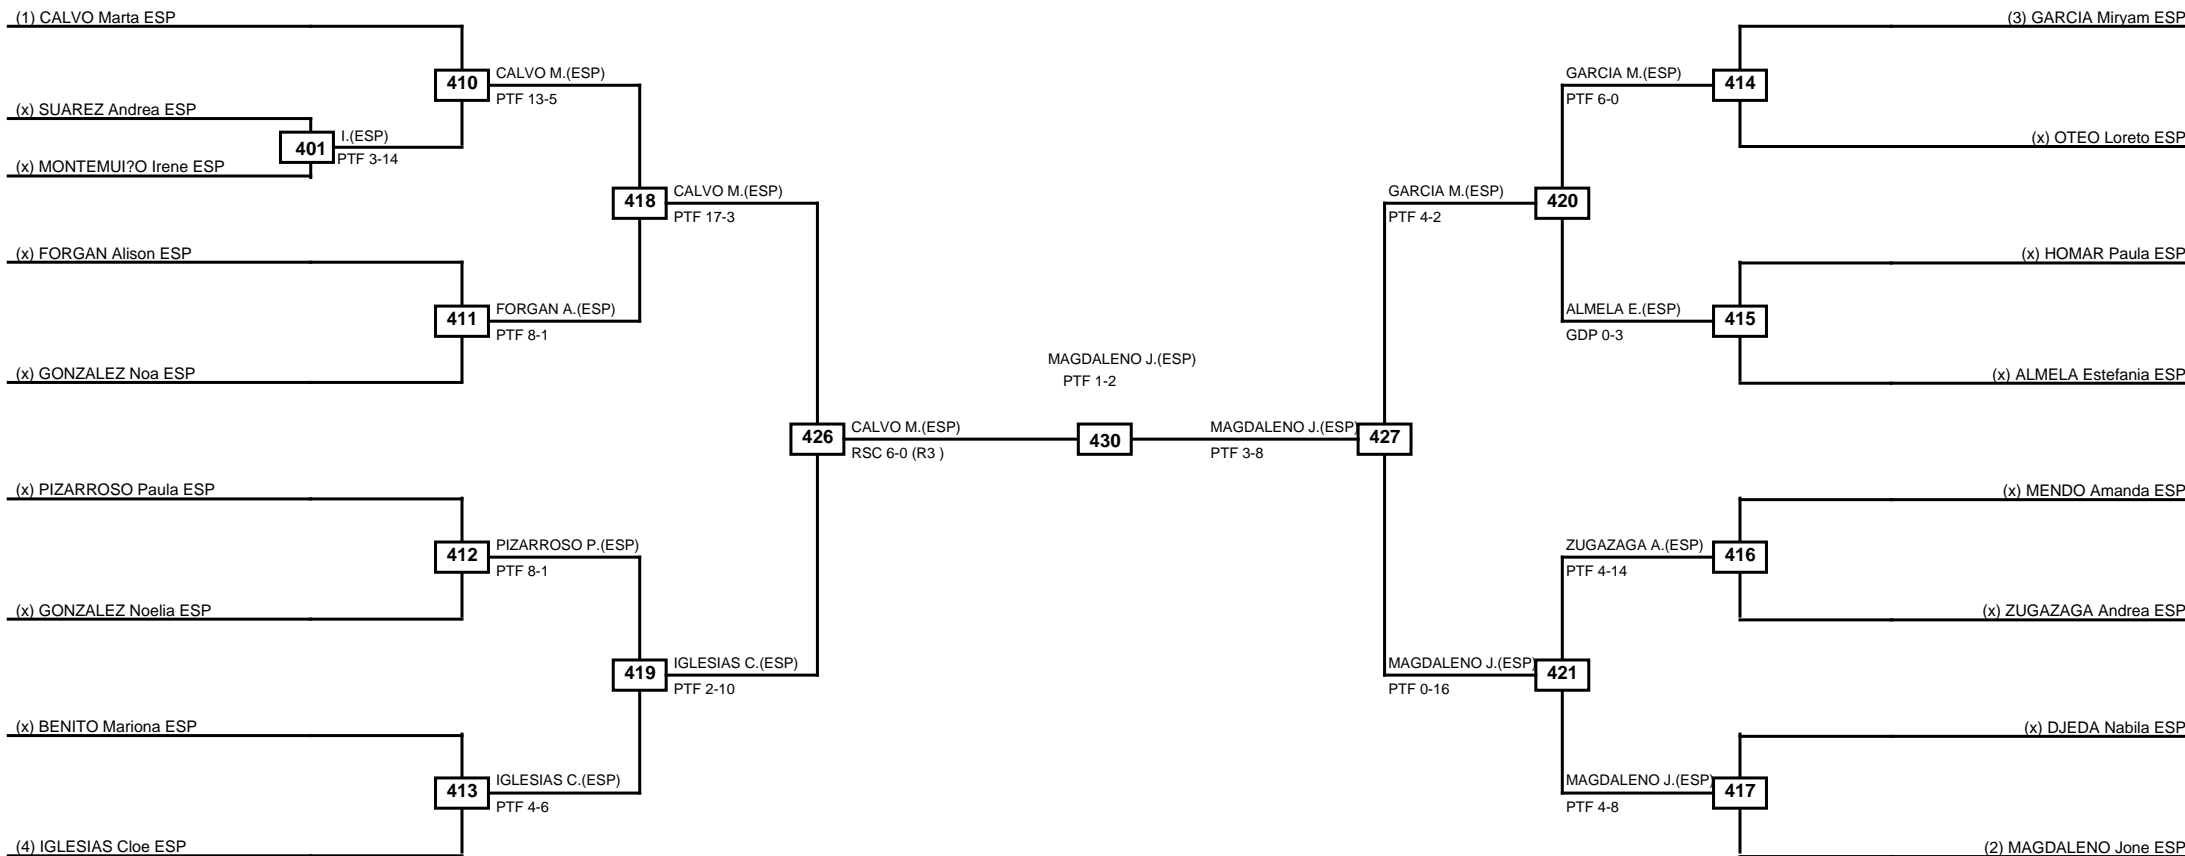 (1) CALVO Marta ESP
(x) SUAREZ Andrea ESP
(x) MONTEMUI?O Irene ESP
(x) FORGAN Alison ESP
(x) GONZALEZ Noa ESP
(x) PIZARROSO Paula ESP
(x) GONZALEZ Noelia ESP
(x) BENITO Mariona ESP
(4) IGLESIAS Cloe ESP
401
I.(ESP)
PTF 3-14
410
CALVO M.(ESP)
PTF 13-5
411
FORGAN A.(ESP)
PTF 8-1
412
PIZARROSO P.(ESP)
PTF 8-1
413
IGLESIAS C.(ESP)
PTF 4-6
418
CALVO M.(ESP)
PTF 17-3
419
IGLESIAS C.(ESP)
PTF 2-10
426
CALVO M.(ESP)
RSC 6-0 (R3 )
MAGDALENO J.(ESP)
PTF 1-2
430
MAGDALENO J.(ESP)
PTF 3-8
427
GARCIA M.(ESP)
PTF 4-2
420
MAGDALENO J.(ESP)
PTF 0-16
421
GARCIA M.(ESP)
PTF 6-0
414
ALMELA E.(ESP)
GDP 0-3
415
ZUGAZAGA A.(ESP)
PTF 4-14
416
MAGDALENO J.(ESP)
PTF 4-8
417
(3) GARCIA Miryam ESP
(x) OTEO Loreto ESP
(x) HOMAR Paula ESP
(x) ALMELA Estefania ESP
(x) MENDO Amanda ESP
(x) ZUGAZAGA Andrea ESP
(x) DJEDA Nabila ESP
(2) MAGDALENO Jone ESP